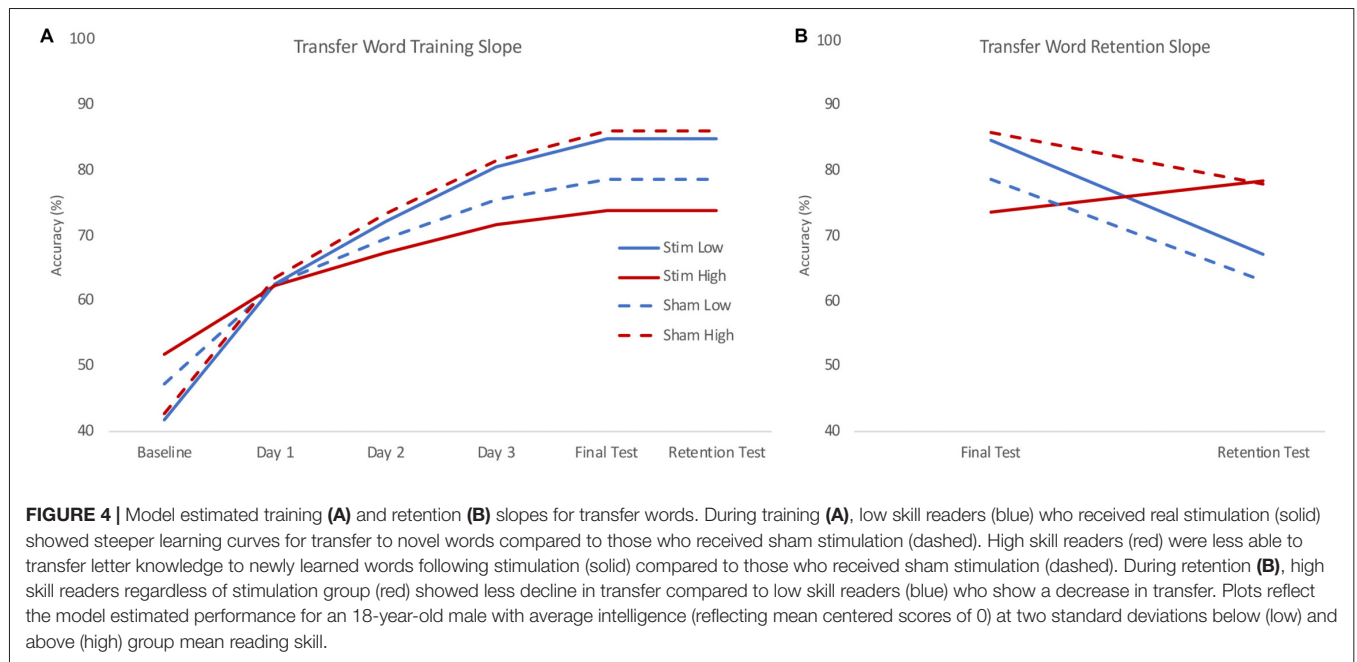 A
Transfer Word Training Slope
100
90
80
70
60
50
40
Accuracy (%)
Stim Low
Stim High
Sham Low
Sham High
Baseline Day 1 Day 2 Day 3 Final Test Retention Test
B
Transfer Word Retention Slope
100
90
80
70
60
50
40
Accuracy (%)
Final Test Retention Test
FIGURE 4 | Model estimated training (A) and retention (B) slopes for transfer words. During training (A), low skill readers (blue) who received real stimulation (solid)
showed steeper learning curves for transfer to novel words compared to those who received sham stimulation (dashed). High skill readers (red) were less able to
transfer letter knowledge to newly learned words following stimulation (solid) compared to those who received sham stimulation (dashed). During retention (B), high
skill readers regardless of stimulation group (red) showed less decline in transfer compared to low skill readers (blue) who show a decrease in transfer. Plots reflect
the model estimated performance for an 18-year-old male with average intelligence (reflecting mean centered scores of 0) at two standard deviations below (low) and
above (high) group mean reading skill.